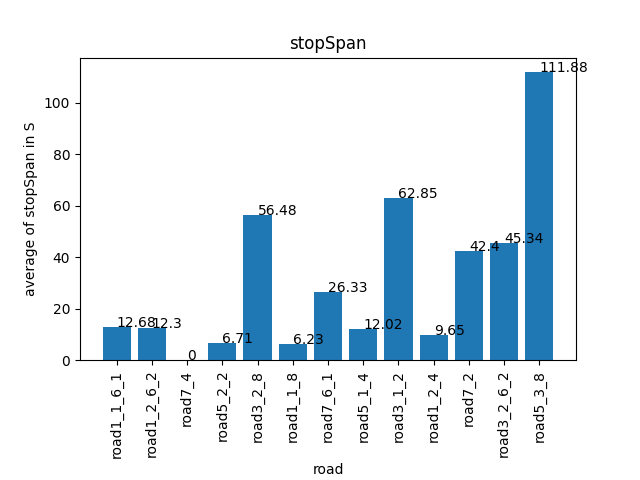 stopSpan
average of stopSpan in S
100
80
60
40
20
0
12.68
12.3
0
6.71
56.48
6.23
26.33
12.02
62.85
9.65
42.4
45.34
111.88
road1_1_6_1
road1_2_6_2
road7_4
road5_2_2
road3_2_8
road1_1_8
road7_6_1
road5_1_4
road3_1_2
road1_2_4
road7_2
road3_2_6_2
road5_3_8
road